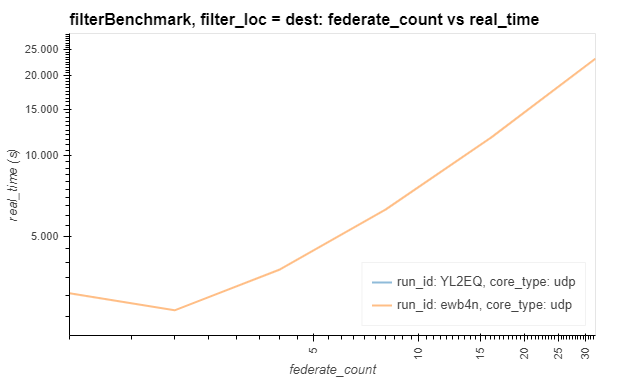 filterBenchmark, filter_loc = dest: federate_count vs real_time
25.000
20.000
15.000
10.000
5.000
real_time (s)
run_id: YL2EQ, core_type: udp
run_id: ewb4n, core_type: udp
5
10
15
20
25
30
federate_count